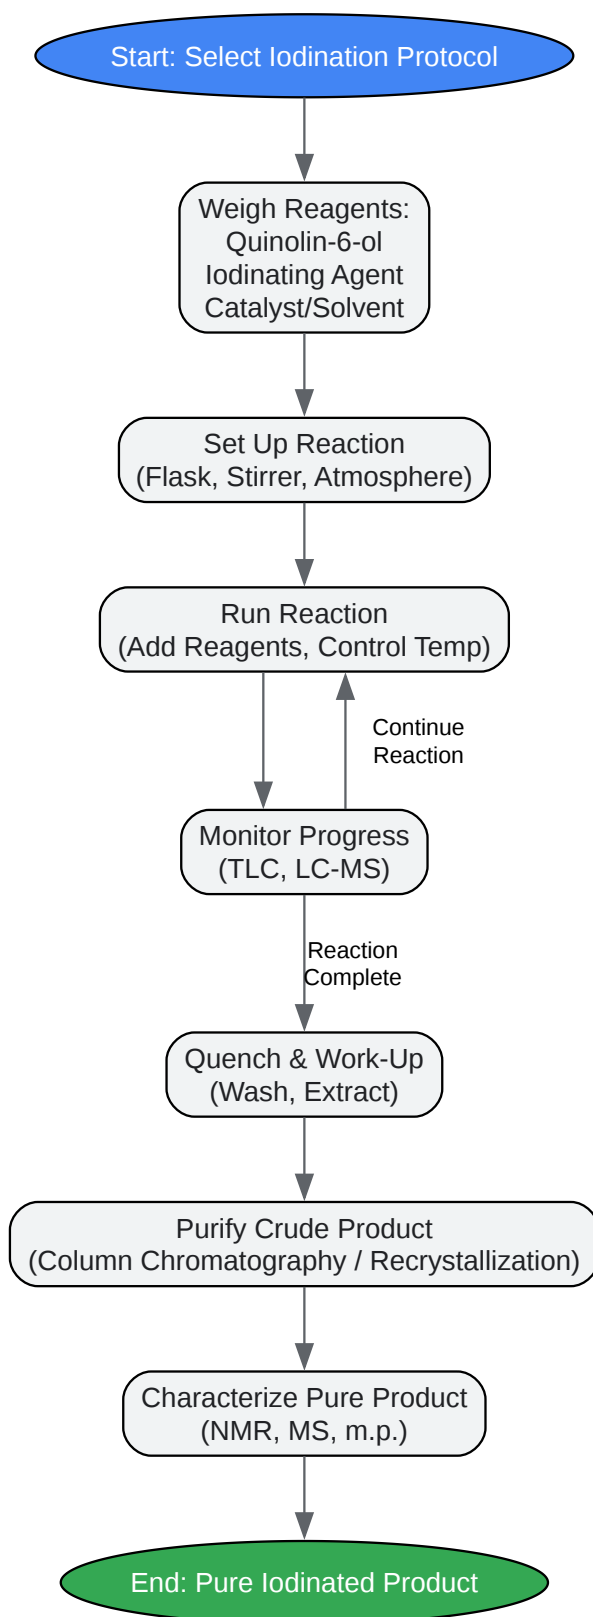 Start: Select Iodination Protocol
Weigh Reagents:
Quinolin-6-ol
Iodinating Agent
Catalyst/Solvent
Set Up Reaction
(Flask, Stirrer, Atmosphere)
Run Reaction
(Add Reagents, Control Temp)
Continue
Reaction
Monitor Progress
(TLC, LC-MS)
Reaction
Complete
Quench & Work-Up
(Wash, Extract)
Purify Crude Product
(Column Chromatography / Recrystallization)
Characterize Pure Product
(NMR, MS, m.p.)
End: Pure Iodinated Product